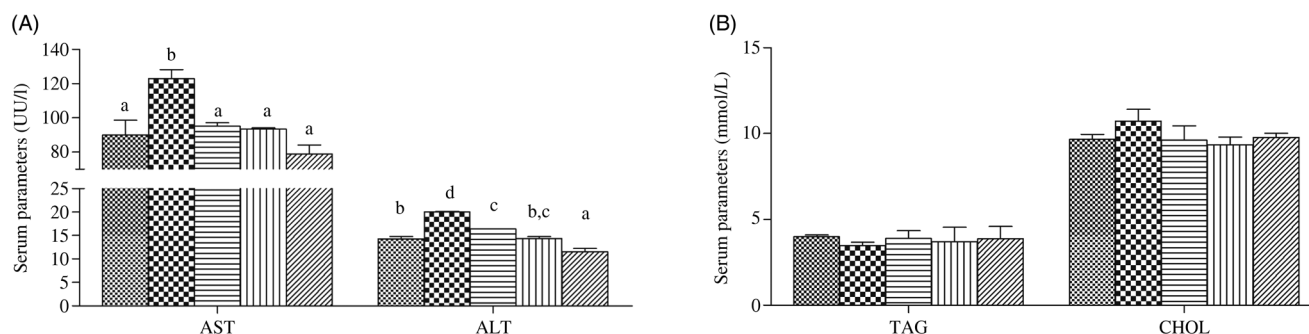 (A)
Serum parameters (UU/l)
140
120
100
80
25
20
15
10
5
0
a
b
a
a
a
b
d
c
b,c
a
AST
ALT
(B)
Serum parameters (mmol/L)
15
10
5
0
TAG
CHOL